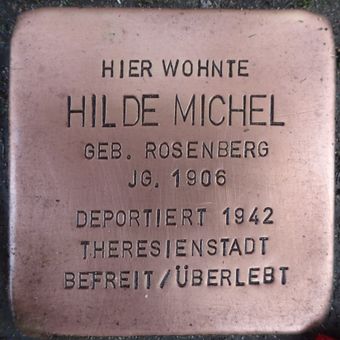 HIER WOHNTE
HILDE MICHEL
GEB. ROSENBERG
JG. 1906
DEPORTIERT 1942
THERESIENSTADT
BEFREIT/ÜBERLEBT